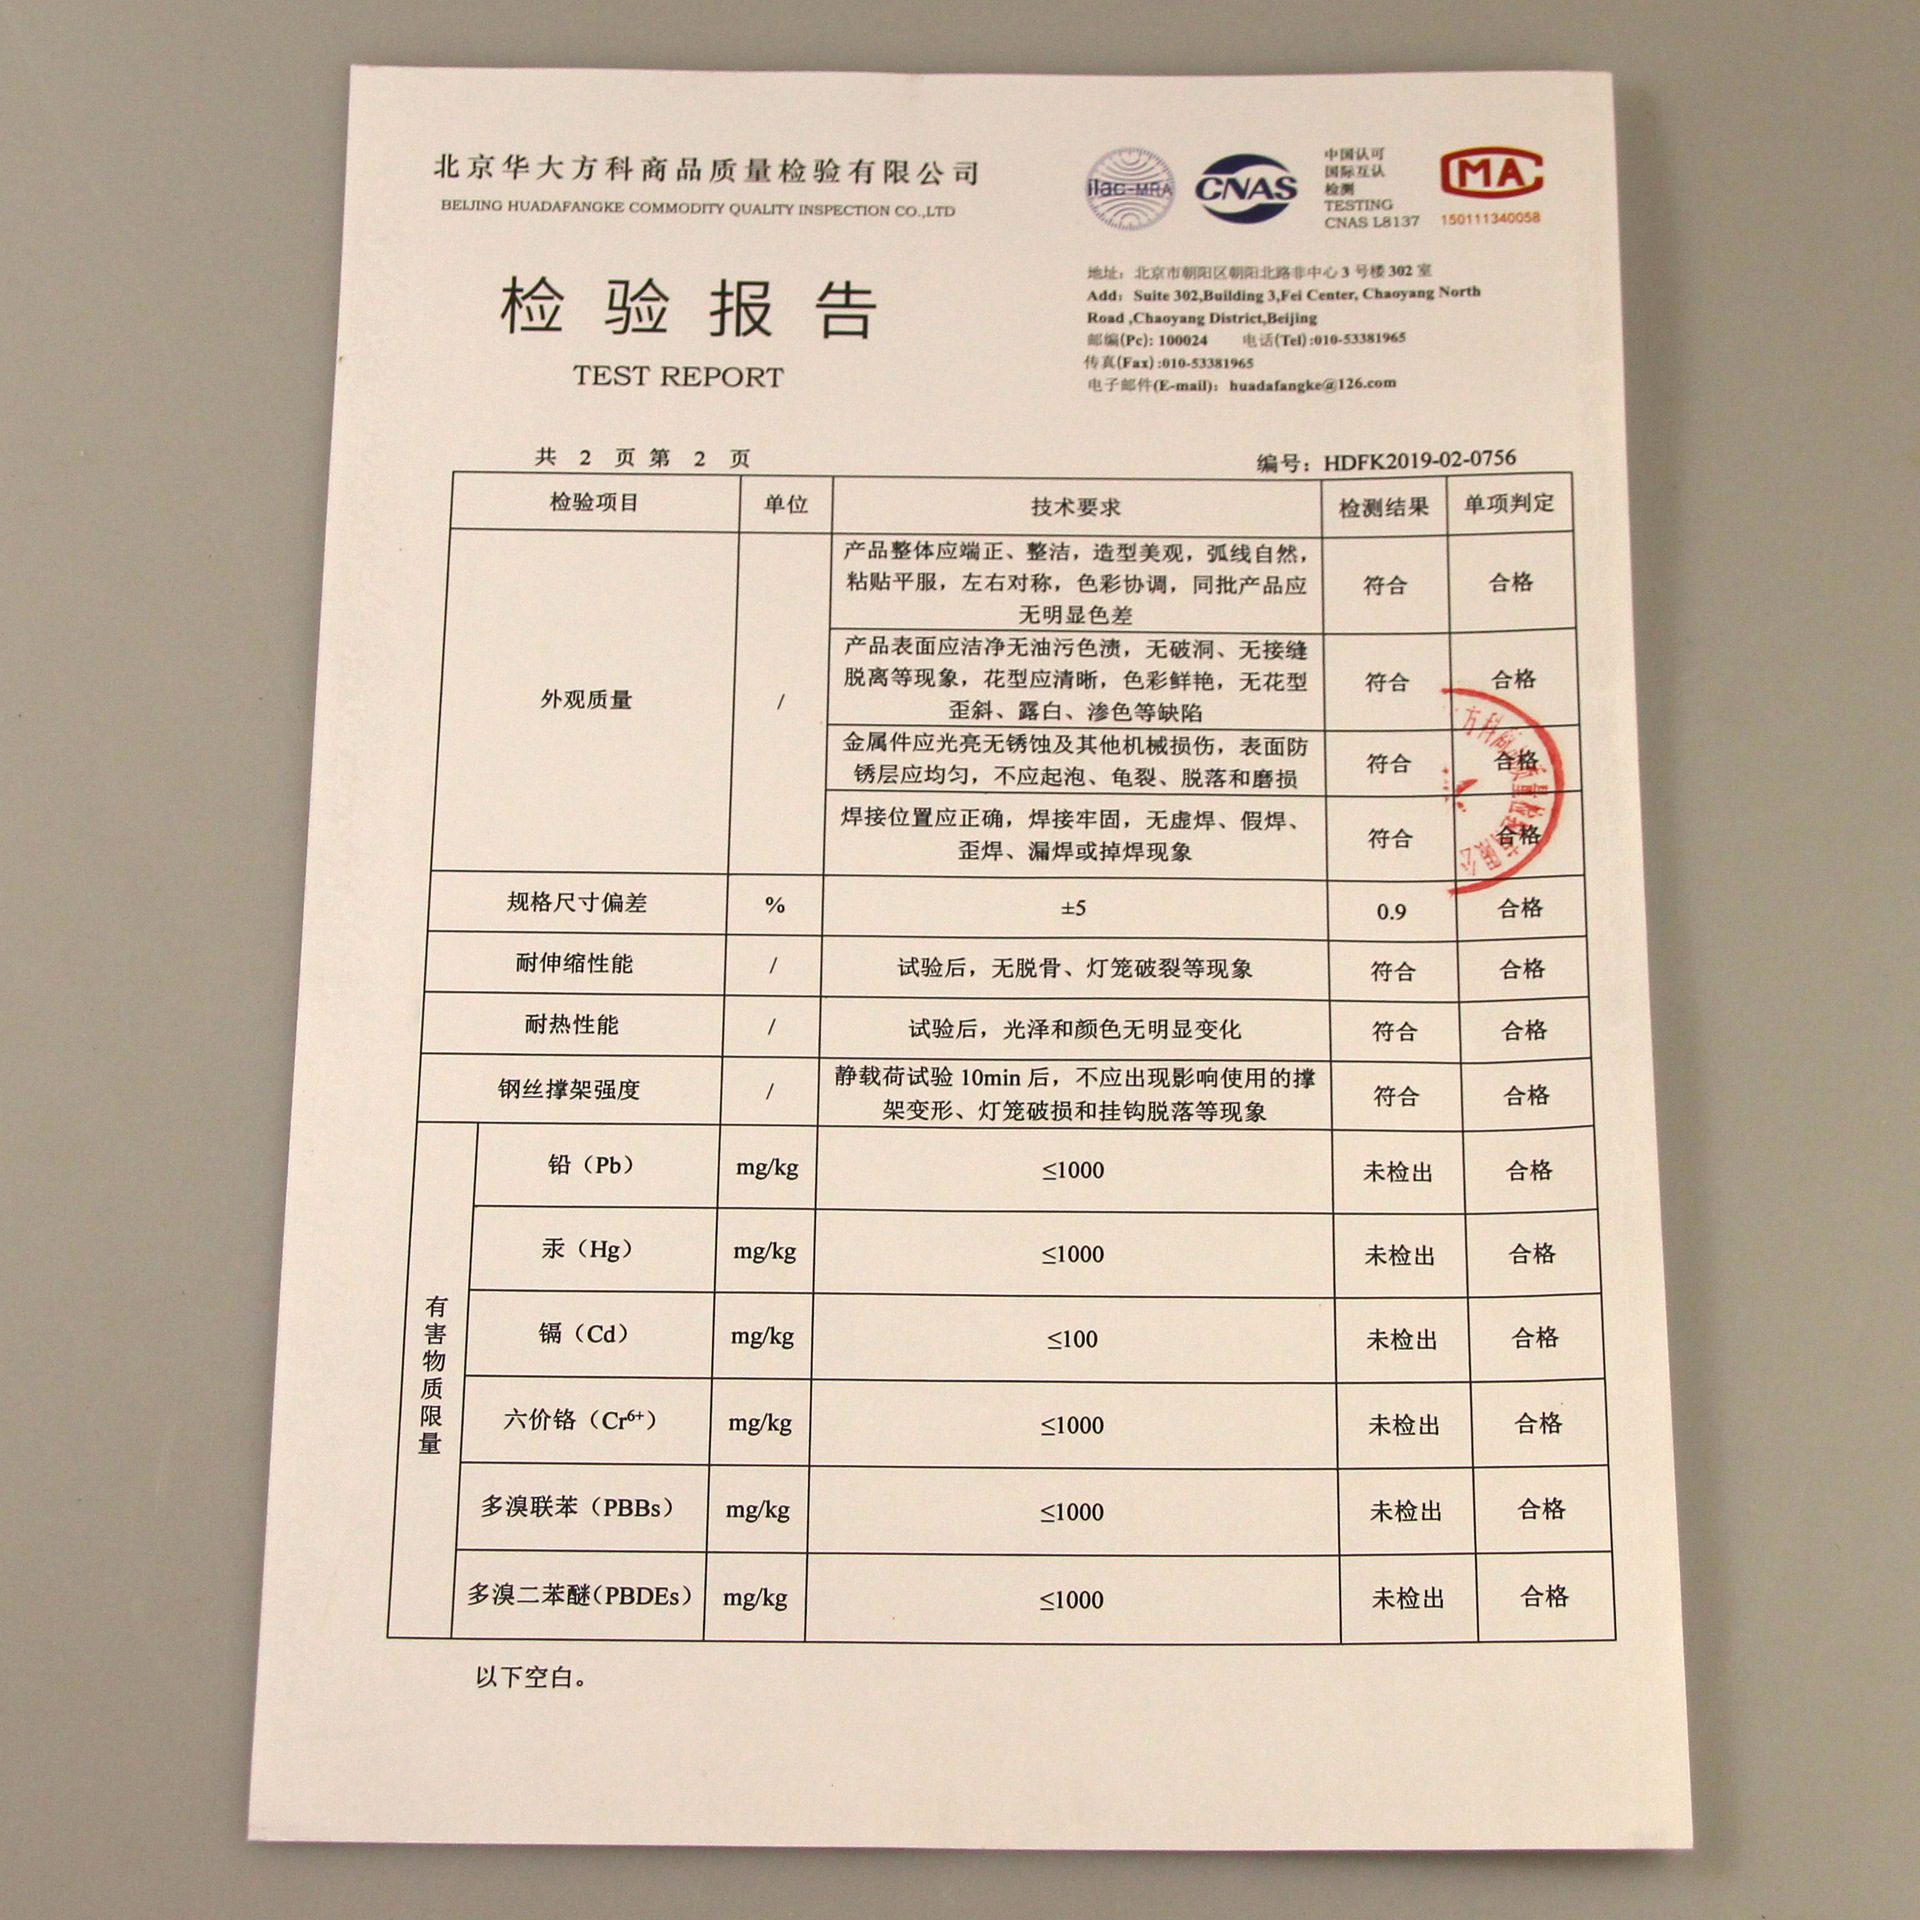 北京华大方科商品质量检验有限公司
BEIJING HUADAFANGKE COMMODITY QUALITY INSPECTION CO.,LTD
ilac-MRA
CNAS
中国认可
国际互认
检测
TESTING
CNAS L8137
MA
150111340058
检验报告
TEST REPORT
地址：北京市朝阳区朝阳北路非中心 3 号楼 302 室
Add：Suite 302,Building 3,Fei Center, Chaoyang North
Road ,Chaoyang District,Beijing
邮编(Pc): 100024 电话(Tel):010-53381965
传真(Fax):010-53381965
电子邮件(E-mail)：huadafangke@126.com
共 2 页 第 2 页 编号：HDFK2019-02-0756
检验项目 单位 技术要求 检测结果 单项判定
外观质量 /
产品整体应端正、整洁，造型美观，弧线自然，
粘贴平服，左右对称，色彩协调，同批产品应
无明显色差
符合 合格
产品表面应洁净无油污色渍，无破洞、无接缝
脱离等现象，花型应清晰，色彩鲜艳，无花型
歪斜、露白、渗色等缺陷
符合 合格
金属件应光亮无锈蚀及其他机械损伤，表面防
锈层应均匀，不应起泡、龟裂、脱落和磨损
符合 合格
焊接位置应正确，焊接牢固，无虚焊、假焊、
歪焊、漏焊或掉焊现象
符合 合格
方科商品质量检验有限公
规格尺寸偏差 % ±5 0.9 合格
耐伸缩性能 / 试验后，无脱骨、灯笼破裂等现象 符合 合格
耐热性能 / 试验后，光泽和颜色无明显变化 符合 合格
钢丝撑架强度 /
静载荷试验 10min 后，不应出现影响使用的撑
架变形、灯笼破损和挂钩脱落等现象
符合 合格
有害物质限量
铅（Pb） mg/kg ≤1000 未检出 合格
汞（Hg） mg/kg ≤1000 未检出 合格
镉（Cd） mg/kg ≤100 未检出 合格
六价铬（Cr⁶⁺） mg/kg ≤1000 未检出 合格
多溴联苯（PBBs） mg/kg ≤1000 未检出 合格
多溴二苯醚（PBDEs） mg/kg ≤1000 未检出 合格
以下空白。